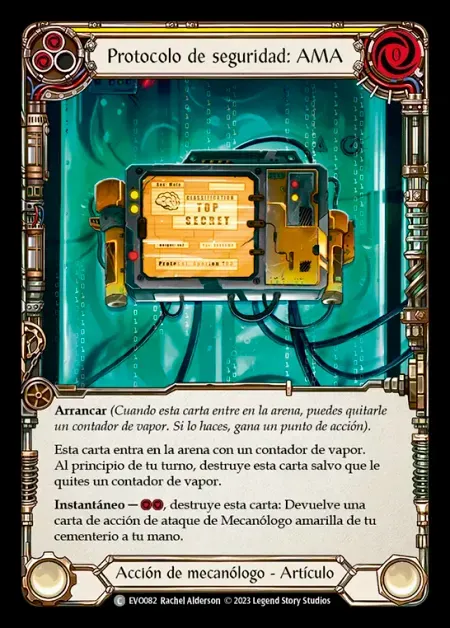 Protocolo de seguridad: AMA
0
CLASSIFICATION
TOP
SECRET
Arrancar (Cuando esta carta entre en la arena, puedes quitarle
un contador de vapor. Si lo haces, gana un punto de acción).
Esta carta entra en la arena con un contador de vapor.
Al principio de tu turno, destruye esta carta salvo que le
quites un contador de vapor.
Instantáneo — , destruye esta carta: Devuelve una
carta de acción de ataque de Mecanólogo amarilla de tu
cementerio a tu mano.
Acción de mecanólogo - Artículo
C EVO082 Rachel Alderson © 2023 Legend Story Studios